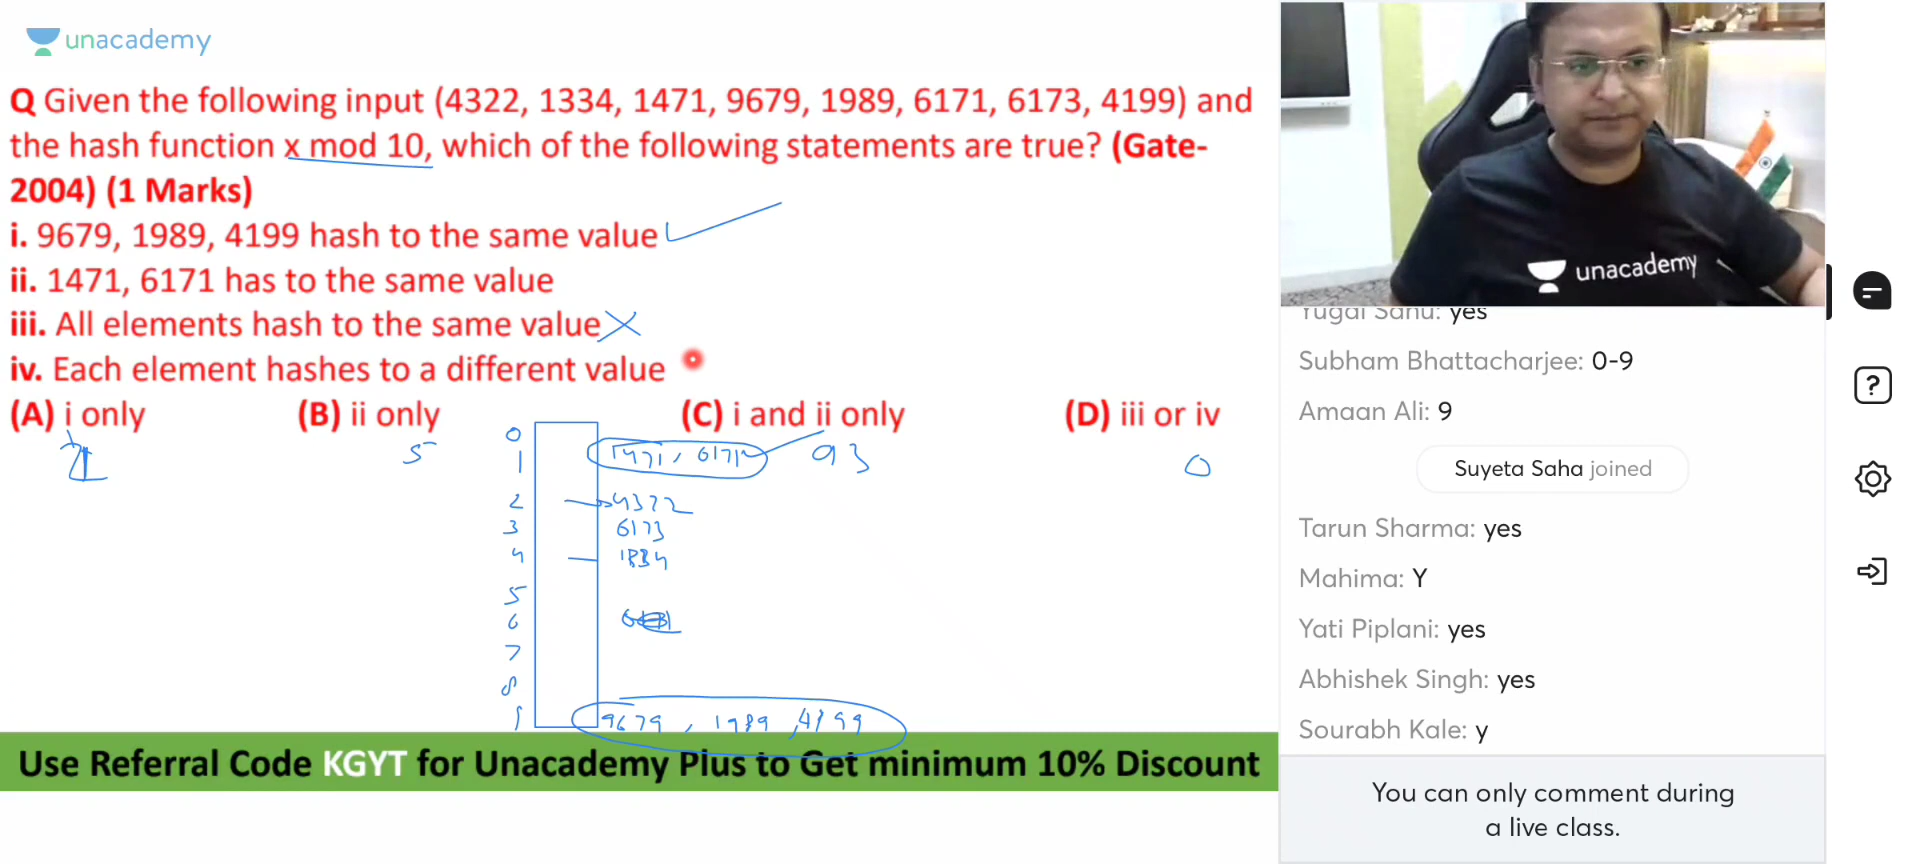 unacademy
Q Given the following input (4322, 1334, 1471, 9679, 1989, 6171, 6173, 4199) and
the hash function x mod 10, which of the following statements are true? (Gate-
2004) (1 Marks)
i. 9679, 1989, 4199 hash to the same value
ii. 1471, 6171 has to the same value
iii. All elements hash to the same value
iv. Each element hashes to a different value
(A) i only (B) ii only (C) i and ii only (D) iii or iv
5 93 0
0
1 1471, 6171
2 4322
3 6173
4 1334
5
6
7
8
9 9679, 1989, 4199
Use Referral Code KGYT for Unacademy Plus to Get minimum 10% Discount
unacademy
Yugal Sahu: yes
Subham Bhattacharjee: 0-9
Amaan Ali: 9
Suyeta Saha joined
Tarun Sharma: yes
Mahima: Y
Yati Piplani: yes
Abhishek Singh: yes
Sourabh Kale: y
You can only comment during
a live class.